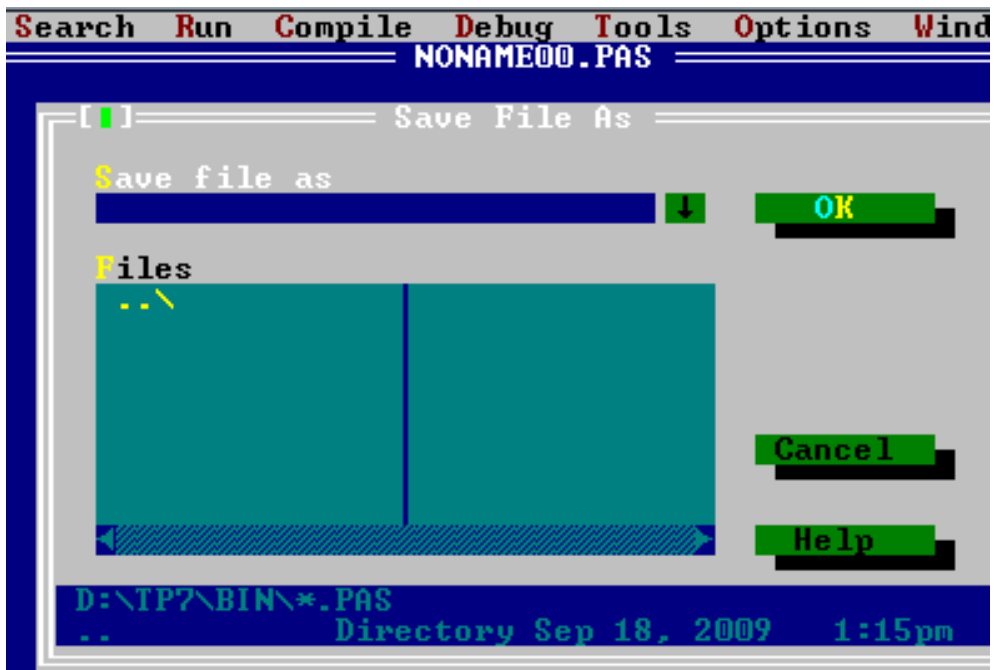 Search Run Compile Debug Tools Options Wind
NONAME00.PAS
[ ] Save File As
Save file as
↓ OK
Files
..\
Cancel
Help
D:\TP7\BIN\*.PAS
.. Directory Sep 18, 2009 1:15pm